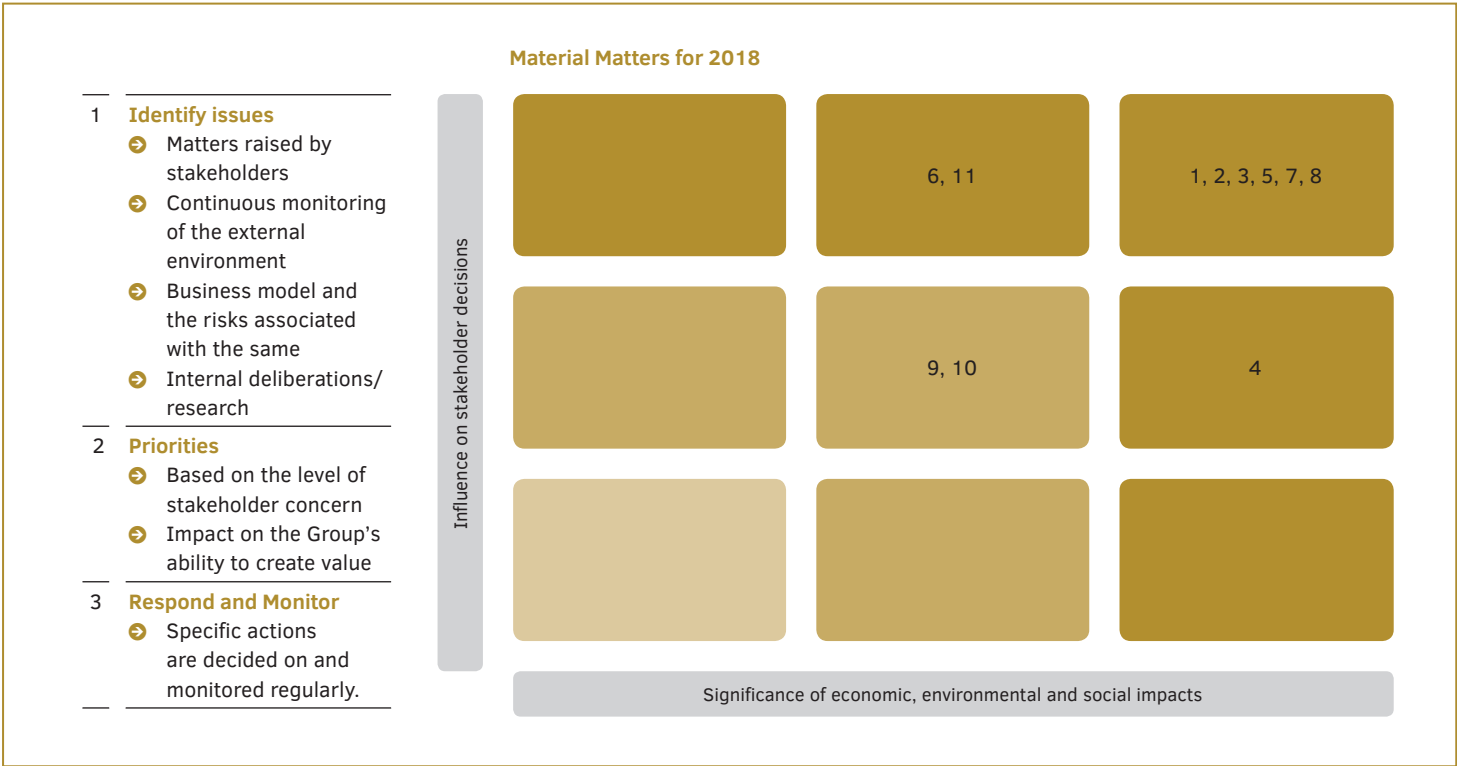 Material Matters for 2018
1 Identify issues
Matters raised by
stakeholders
Continuous monitoring
of the external
environment
Business model and
the risks associated
with the same
Internal deliberations/
research
2 Priorities
Based on the level of
stakeholder concern
Impact on the Group’s
ability to create value
3 Respond and Monitor
Specific actions
are decided on and
monitored regularly.
Influence on stakeholder decisions
6, 11
1, 2, 3, 5, 7, 8
9, 10
4
Significance of economic, environmental and social impacts